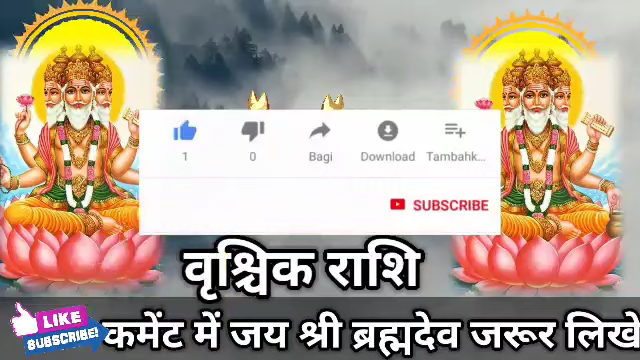 1 0 Bagi Download Tambahk...
SUBSCRIBE
वृश्चिक राशि
LIKE
SUBSCRIBE!
कमेंट में जय श्री ब्रह्मदेव जरूर लिखे